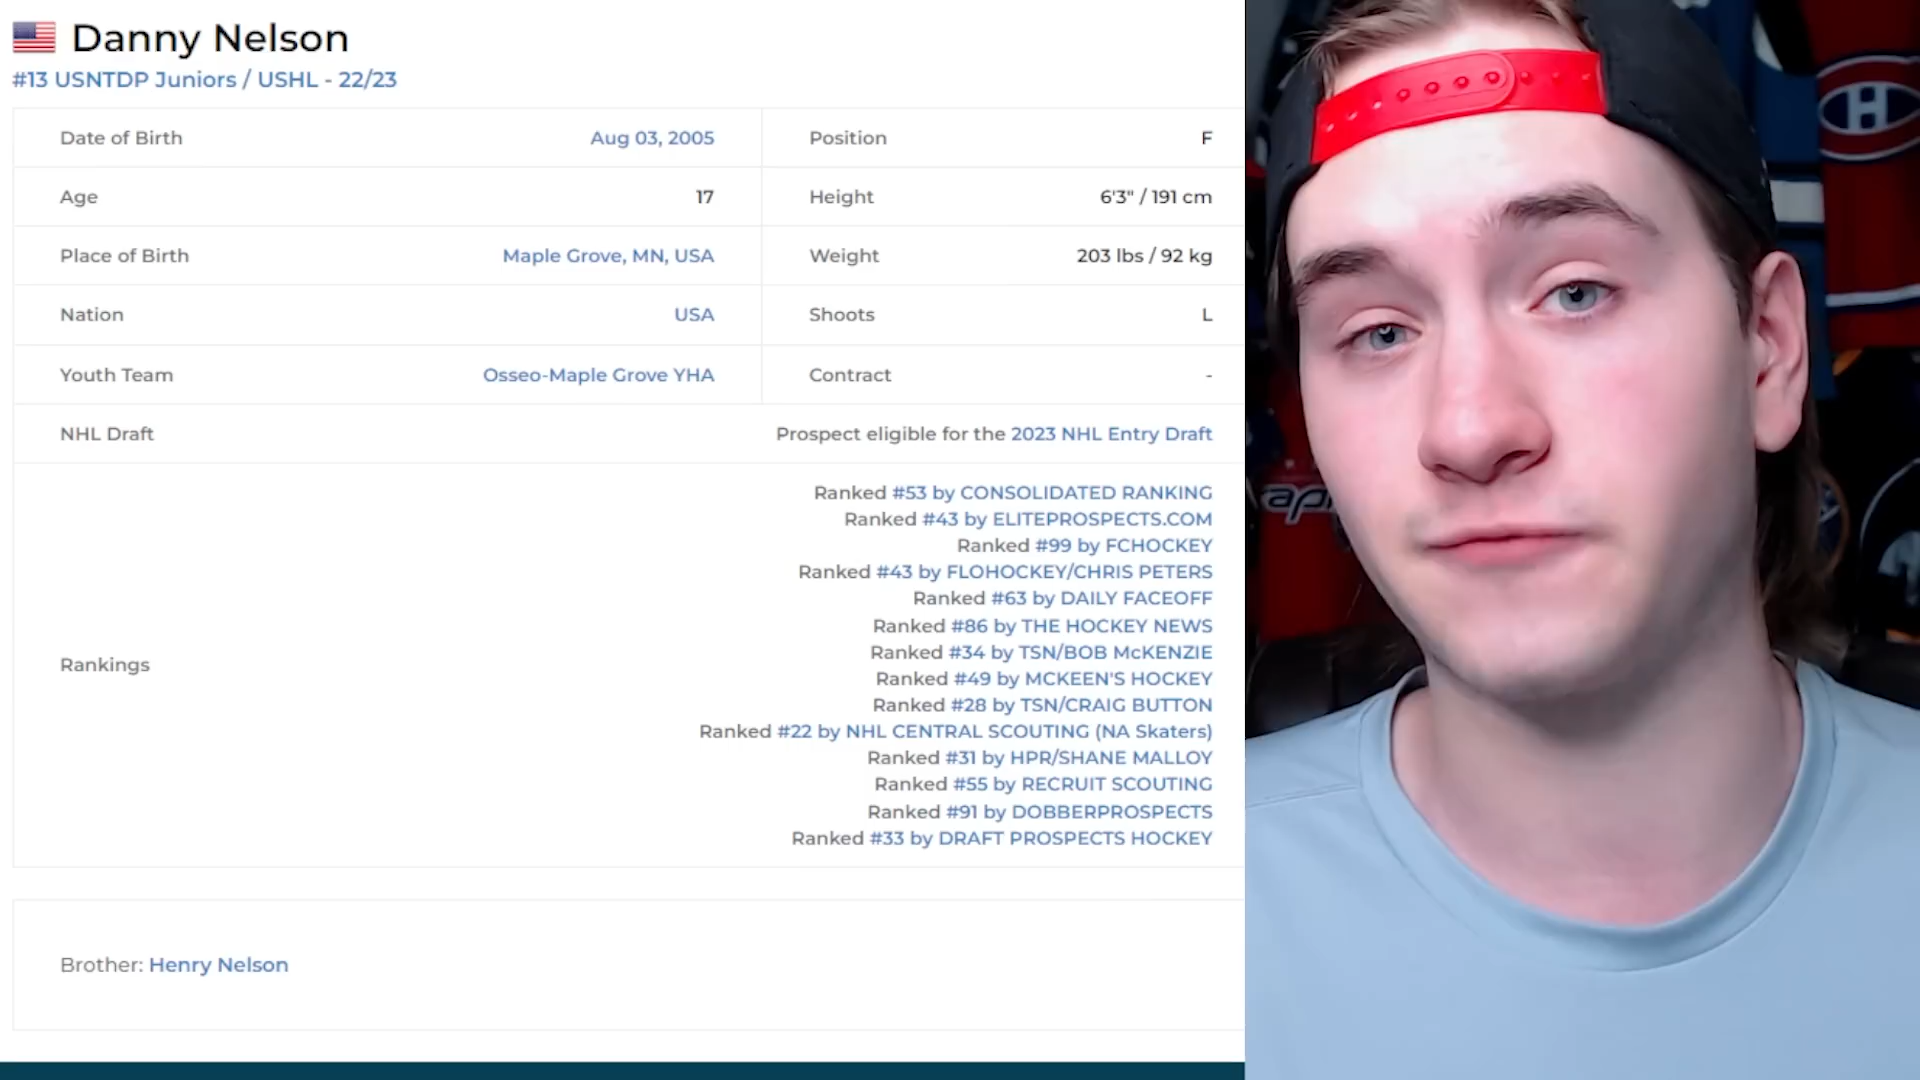 Danny Nelson
#13 USNTDP Juniors / USHL - 22/23
Date of Birth Aug 03, 2005 Position F
Age 17 Height 6'3" / 191 cm
Place of Birth Maple Grove, MN, USA Weight 203 lbs / 92 kg
Nation USA Shoots L
Youth Team Osseo-Maple Grove YHA Contract -
NHL Draft Prospect eligible for the 2023 NHL Entry Draft
Rankings
Ranked #53 by CONSOLIDATED RANKING
Ranked #43 by ELITEPROSPECTS.COM
Ranked #99 by FCHOCKEY
Ranked #43 by FLOHOCKEY/CHRIS PETERS
Ranked #63 by DAILY FACEOFF
Ranked #86 by THE HOCKEY NEWS
Ranked #34 by TSN/BOB McKENZIE
Ranked #49 by MCKEEN'S HOCKEY
Ranked #28 by TSN/CRAIG BUTTON
Ranked #22 by NHL CENTRAL SCOUTING (NA Skaters)
Ranked #31 by HPR/SHANE MALLOY
Ranked #55 by RECRUIT SCOUTING
Ranked #91 by DOBBERPROSPECTS
Ranked #33 by DRAFT PROSPECTS HOCKEY
Brother: Henry Nelson